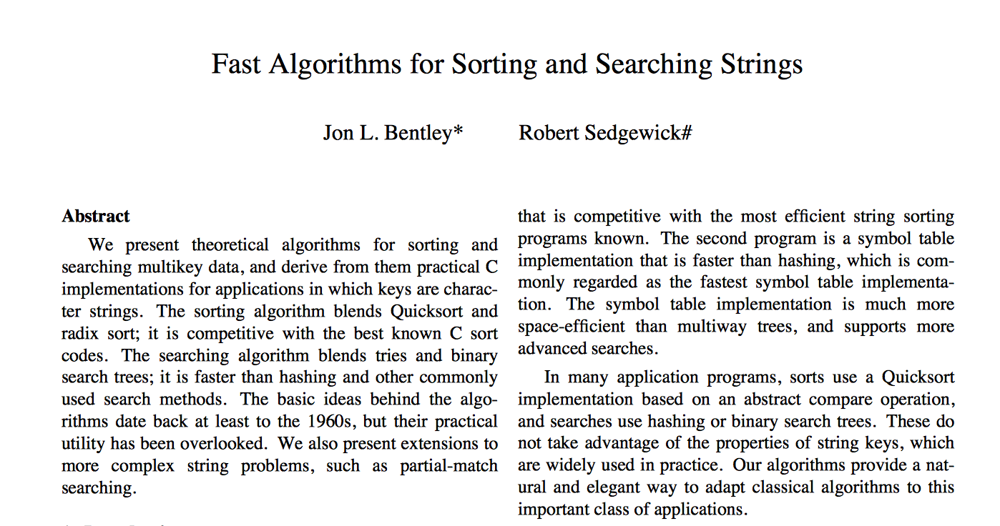 Fast Algorithms for Sorting and Searching Strings
Jon L. Bentley* Robert Sedgewick#
Abstract
We present theoretical algorithms for sorting and
searching multikey data, and derive from them practical C
implementations for applications in which keys are charac-
ter strings. The sorting algorithm blends Quicksort and
radix sort; it is competitive with the best known C sort
codes. The searching algorithm blends tries and binary
search trees; it is faster than hashing and other commonly
used search methods. The basic ideas behind the algo-
rithms date back at least to the 1960s, but their practical
utility has been overlooked. We also present extensions to
more complex string problems, such as partial-match
searching.
that is competitive with the most efficient string sorting
programs known. The second program is a symbol table
implementation that is faster than hashing, which is com-
monly regarded as the fastest symbol table implementa-
tion. The symbol table implementation is much more
space-efficient than multiway trees, and supports more
advanced searches.
In many application programs, sorts use a Quicksort
implementation based on an abstract compare operation,
and searches use hashing or binary search trees. These do
not take advantage of the properties of string keys, which
are widely used in practice. Our algorithms provide a nat-
ural and elegant way to adapt classical algorithms to this
important class of applications.